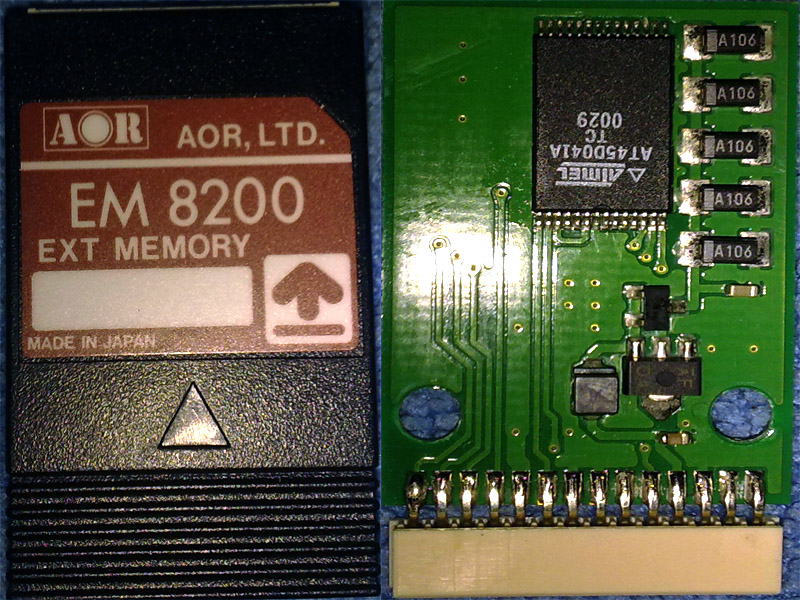 AOR
AOR, LTD.
EM 8200
EXT MEMORY
MADE IN JAPAN
ATMEL
AT45D041A
TC
0029
A106
A106
A106
A106
A106